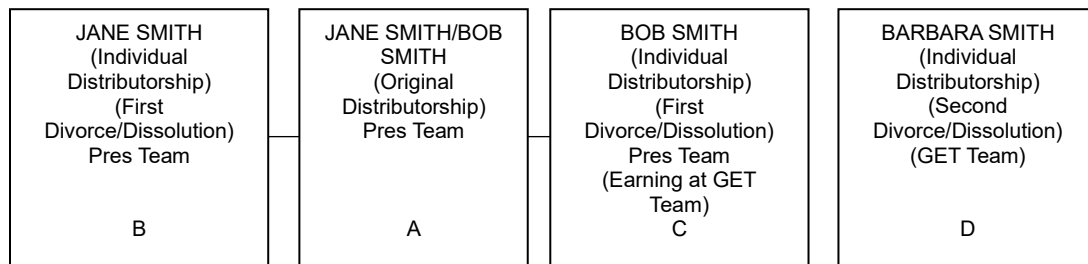 JANE SMITH
(Individual
Distributorship)
(First
Divorce/Dissolution)
Pres Team
B
JANE SMITH/BOB
SMITH
(Original
Distributorship)
Pres Team
A
BOB SMITH
(Individual
Distributorship)
(First
Divorce/Dissolution)
Pres Team
(Earning at GET
Team)
C
BARBARA SMITH
(Individual
Distributorship)
(Second
Divorce/Dissolution)
(GET Team)
D